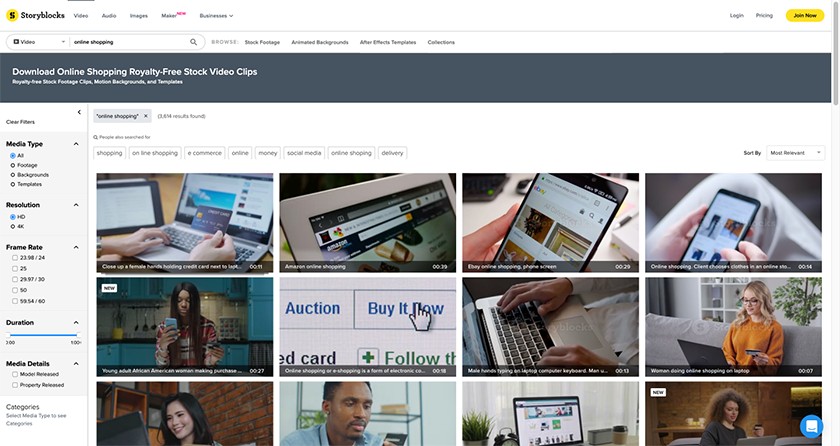 Storyblocks
Video
Audio
Images
Maker NEW
Businesses
Login
Pricing
Join Now
Video
online shopping
BROWSE:
Stock Footage
Animated Backgrounds
After Effects Templates
Collections
Download Online Shopping Royalty-Free Stock Video Clips
Royalty-free Stock Footage Clips, Motion Backgrounds, and Templates
Clear Filters
"online shopping" ×
(3,614 results found)
People also searched for
shopping
on line shopping
e commerce
online
money
social media
online shoping
delivery
Sort By
Most Relevant
Media Type
All
Footage
Backgrounds
Templates
Resolution
HD
4K
Frame Rate
23.98 / 24
25
29.97 / 30
50
59.54 / 60
Duration
Media Details
Model Released
Property Released
Categories
Select Media Type to see
Categories
Close up a female hands holding credit card next to lapt...
00:11
amazon
Amazon online shopping
00:39
ebay
Ebay online shopping, phone screen
00:29
Online shopping. Client chooses clothes in an online sto...
00:14
NEW
Young adult African American woman making purchase ...
00:27
Auction
Buy It Now
ed card
Follow th
Online shopping or e-shopping is a form of electronic co...
00:18
Storyblocks
Male hands typing on laptop computer keyboard. Man u...
00:13
Storyblocks
Woman doing online shopping on laptop
00:07
NEW